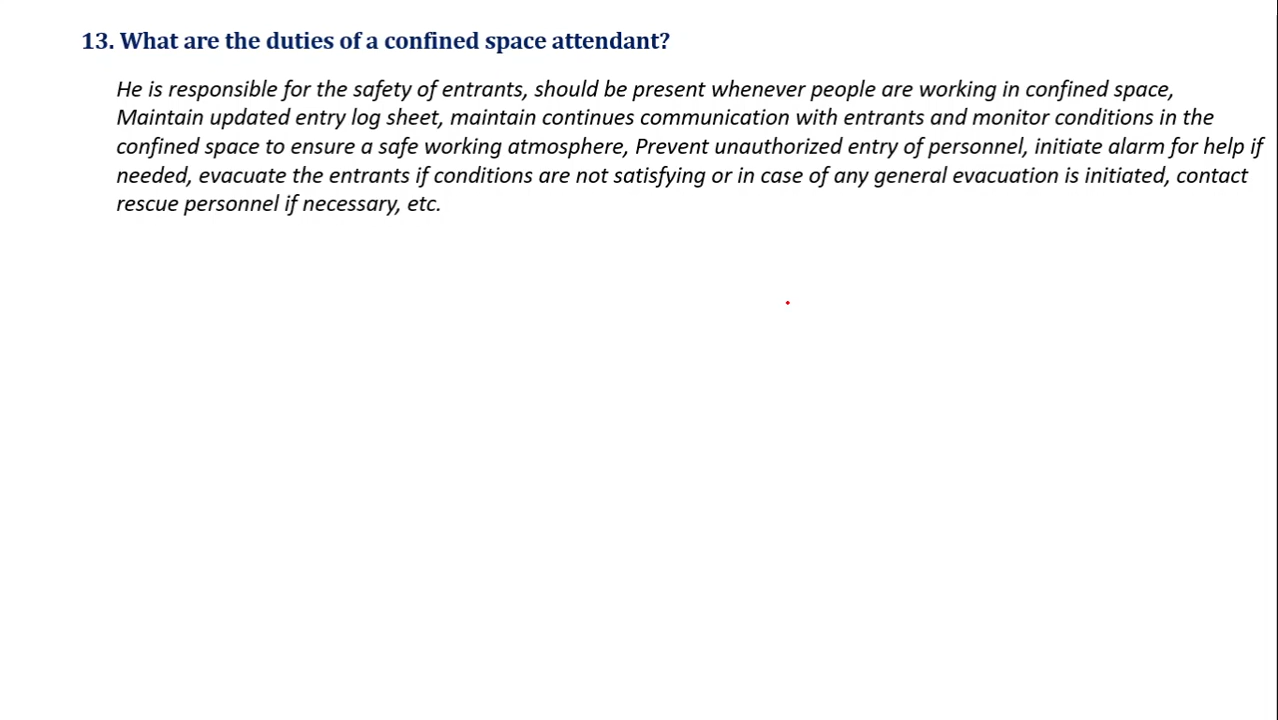 13. What are the duties of a confined space attendant?
He is responsible for the safety of entrants, should be present whenever people are working in confined space,
Maintain updated entry log sheet, maintain continues communication with entrants and monitor conditions in the
confined space to ensure a safe working atmosphere, Prevent unauthorized entry of personnel, initiate alarm for help if
needed, evacuate the entrants if conditions are not satisfying or in case of any general evacuation is initiated, contact
rescue personnel if necessary, etc.